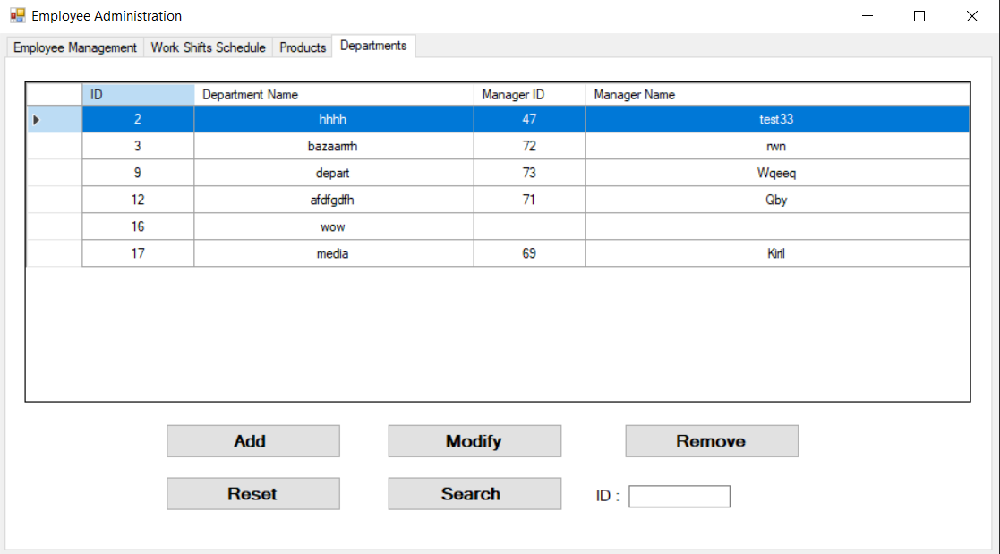 Employee Administration
Employee Management Work Shifts Schedule Products Departments
ID Department Name Manager ID Manager Name
2 hhhh 47 test33
3 bazaarrrh 72 rwn
9 depart 73 Wqeeq
12 afdfgdfh 71 Qby
16 wow
17 media 69 Kiril
Add Modify Remove
Reset Search ID :